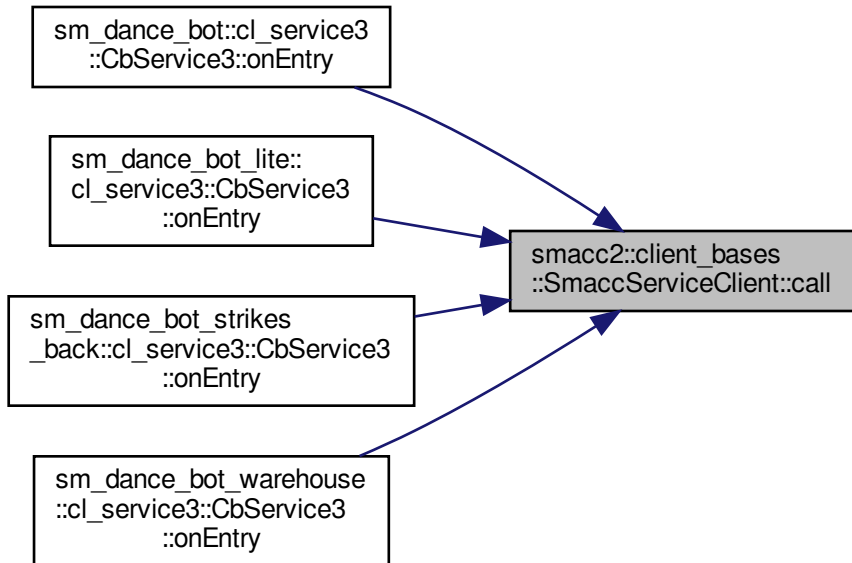 sm_dance_bot::cl_service3
::CbService3::onEntry
sm_dance_bot_lite::
cl_service3::CbService3
::onEntry
sm_dance_bot_strikes
_back::cl_service3::CbService3
::onEntry
sm_dance_bot_warehouse
::cl_service3::CbService3
::onEntry
smacc2::client_bases
::SmaccServiceClient::call